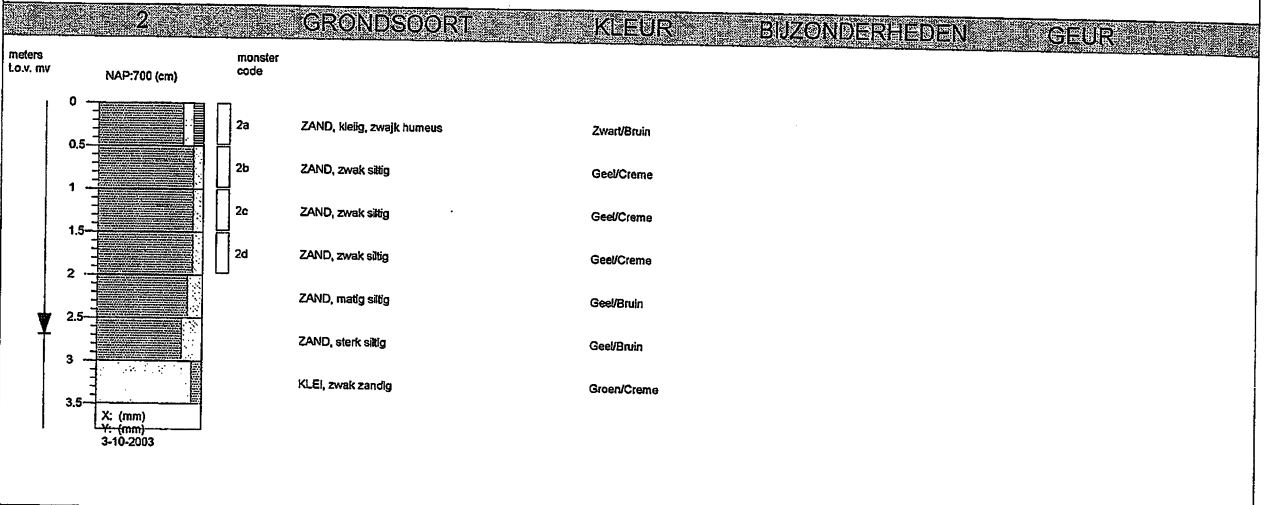 2 GRONDSOORT KLEUR BIJZONDERHEDEN GEUR
meters
t.o.v. mv
NAP:700 (cm)
monster
code
0
2a ZAND, kleiig, zwajk humeus Zwart/Bruin
0.5
2b ZAND, zwak siltig Geel/Creme
1
2c ZAND, zwak siltig Geel/Creme
1.5
2d ZAND, zwak siltig Geel/Creme
2
ZAND, matig siltig Geel/Bruin
2.5
ZAND, sterk siltig Geel/Bruin
3
KLEI, zwak zandig Groen/Creme
3.5
X: (mm)
Y: (mm)
3-10-2003